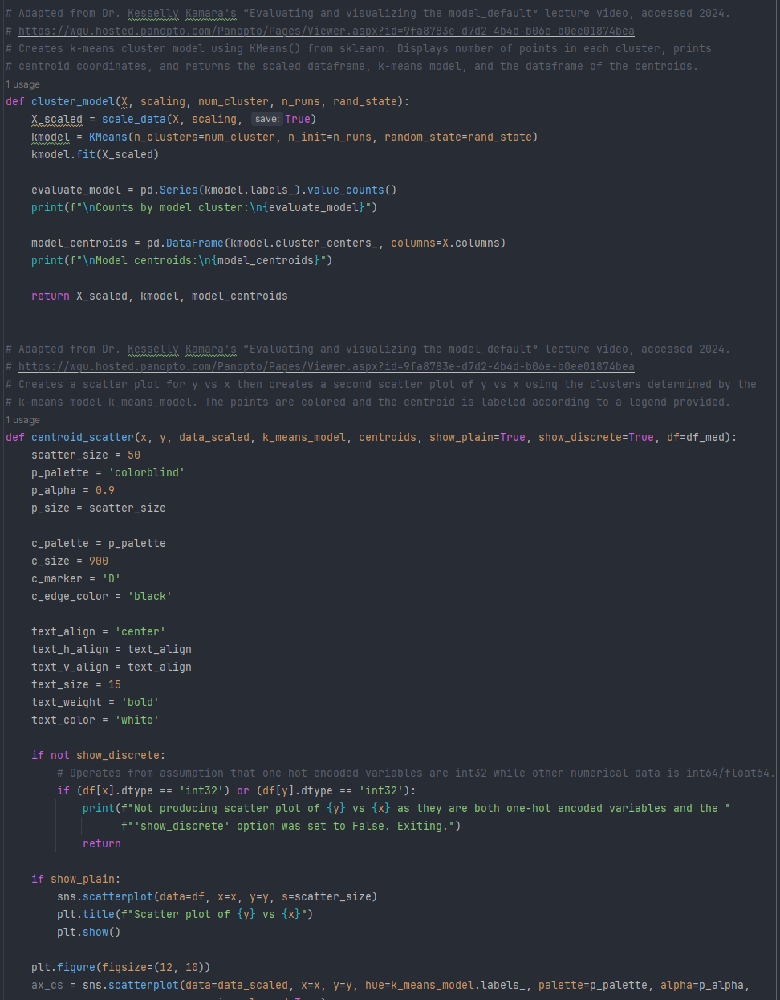 # Adapted from Dr. Kesselly Kamara's “Evaluating and visualizing the model_default” lecture video, accessed 2024.
# https://wgu.hosted.panopto.com/Panopto/Pages/Viewer.aspx?id=9fa8783e-d7d2-4b4d-b06e-b0ee01874bea
# Creates k-means cluster model using KMeans() from sklearn. Displays number of points in each cluster, prints
# centroid coordinates, and returns the scaled dataframe, k-means model, and the dataframe of the centroids.
1 usage
def cluster_model(X, scaling, num_cluster, n_runs, rand_state):
    X_scaled = scale_data(X, scaling, save: True)
    kmodel = KMeans(n_clusters=num_cluster, n_init=n_runs, random_state=rand_state)
    kmodel.fit(X_scaled)
    evaluate_model = pd.Series(kmodel.labels_).value_counts()
    print(f"\nCounts by model cluster:\n{evaluate_model}")
    model_centroids = pd.DataFrame(kmodel.cluster_centers_, columns=X.columns)
    print(f"\nModel centroids:\n{model_centroids}")
    return X_scaled, kmodel, model_centroids
# Adapted from Dr. Kesselly Kamara's “Evaluating and visualizing the model_default” lecture video, accessed 2024.
# https://wgu.hosted.panopto.com/Panopto/Pages/Viewer.aspx?id=9fa8783e-d7d2-4b4d-b06e-b0ee01874bea
# Creates a scatter plot for y vs x then creates a second scatter plot of y vs x using the clusters determined by the
# k-means model k_means_model. The points are colored and the centroid is labeled according to a legend provided.
1 usage
def centroid_scatter(x, y, data_scaled, k_means_model, centroids, show_plain=True, show_discrete=True, df=df_med):
    scatter_size = 50
    p_palette = 'colorblind'
    p_alpha = 0.9
    p_size = scatter_size
    c_palette = p_palette
    c_size = 900
    c_marker = 'D'
    c_edge_color = 'black'
    text_align = 'center'
    text_h_align = text_align
    text_v_align = text_align
    text_size = 15
    text_weight = 'bold'
    text_color = 'white'
    if not show_discrete:
        # Operates from assumption that one-hot encoded variables are int32 while other numerical data is int64/float64.
        if (df[x].dtype == 'int32') or (df[y].dtype == 'int32'):
            print(f"Not producing scatter plot of {y} vs {x} as they are both one-hot encoded variables and the "
                  f"'show_discrete' option was set to False. Exiting.")
            return
    if show_plain:
        sns.scatterplot(data=df, x=x, y=y, s=scatter_size)
        plt.title(f"Scatter plot of {y} vs {x}")
        plt.show()
    plt.figure(figsize=(12, 10))
    ax_cs = sns.scatterplot(data=data_scaled, x=x, y=y, hue=k_means_model.labels_, palette=p_palette, alpha=p_alpha,